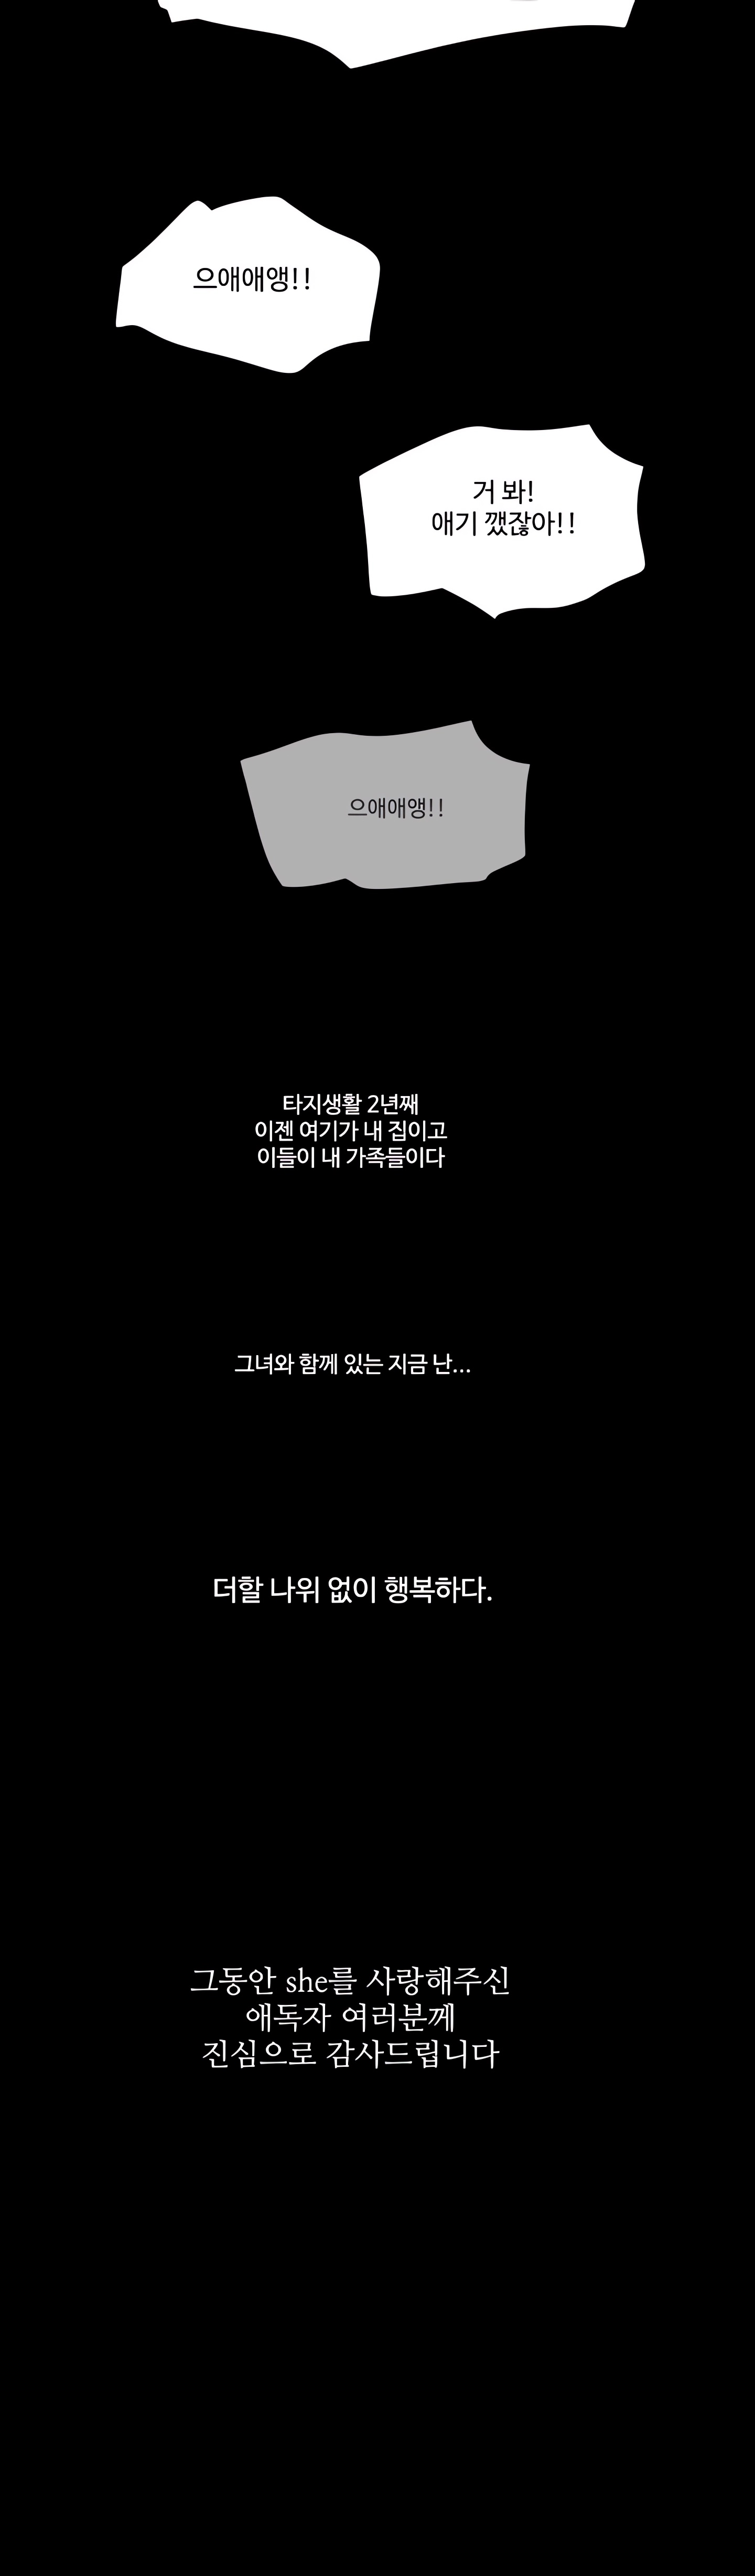 으애애앵!!
거 봐!
애기 깼잖아!!
으애애앵!!
타지생활 2년째
이젠 여기가 내 집이고
이들이 내 가족들이다
그녀와 함께 있는 지금 난...
더할 나위 없이 행복하다.
그동안 she를 사랑해주신
애독자 여러분께
진심으로 감사드립니다